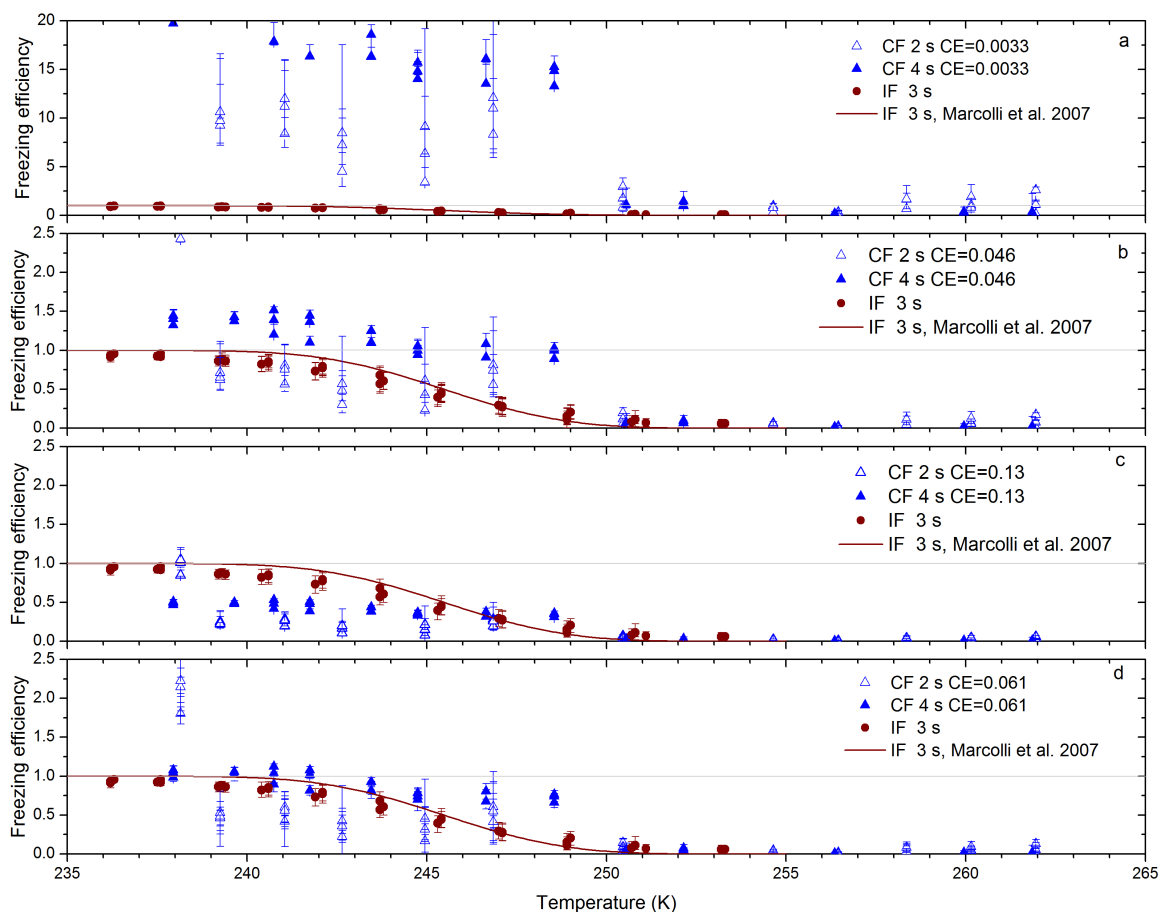 20
15
10
5
0
Freezing efficiency
a
CF 2 s CE=0.0033
CF 4 s CE=0.0033
IF 3 s
IF 3 s, Marcolli et al. 2007
2.5
2.0
1.5
1.0
0.5
0.0
Freezing efficiency
b
CF 2 s CE=0.046
CF 4 s CE=0.046
IF 3 s
IF 3 s, Marcolli et al. 2007
2.5
2.0
1.5
1.0
0.5
0.0
Freezing efficiency
c
CF 2 s CE=0.13
CF 4 s CE=0.13
IF 3 s
IF 3 s, Marcolli et al. 2007
2.5
2.0
1.5
1.0
0.5
0.0
Freezing efficiency
d
CF 2 s CE=0.061
CF 4 s CE=0.061
IF 3 s
IF 3 s, Marcolli et al. 2007
235 240 245 250 255 260 265
Temperature (K)